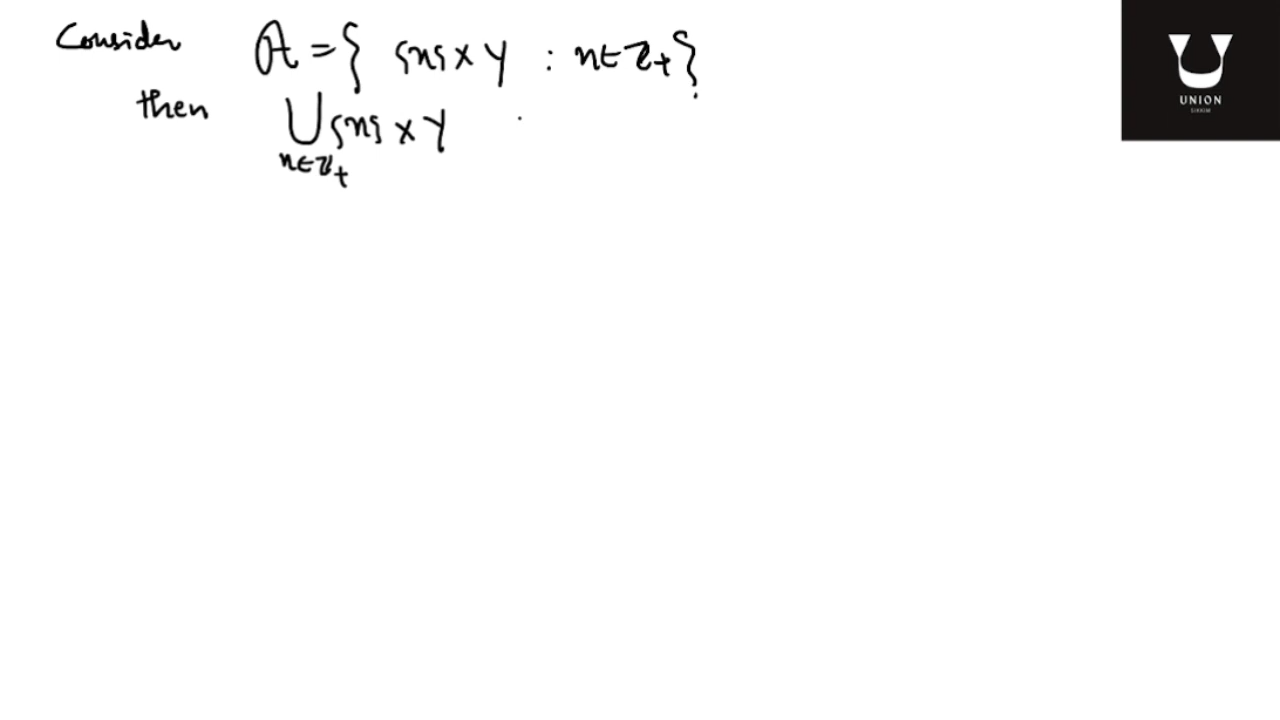 Consider A = { {n} × Y : n ∈ Z₊ }.
then ⋃ {n} × Y
n ∈ Z₊
UNION